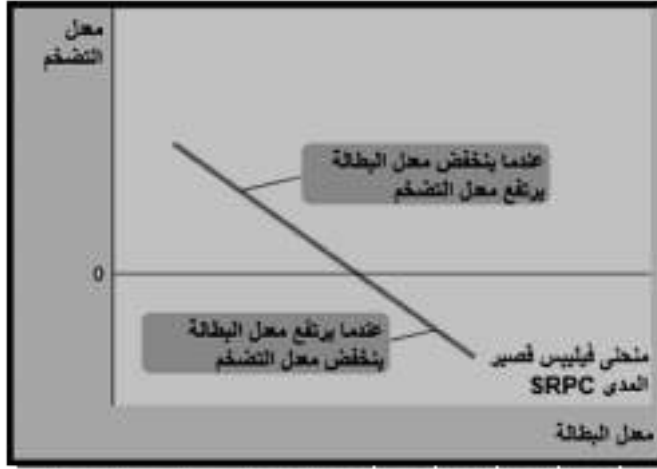 معدل
التضخم
عندما ينخفض معدل البطالة
يرتفع معدل التضخم
0
عندما يرتفع معدل البطالة
ينخفض معدل التضخم
منحنى فيليبس قصير
المدى SRPC
معدل البطالة